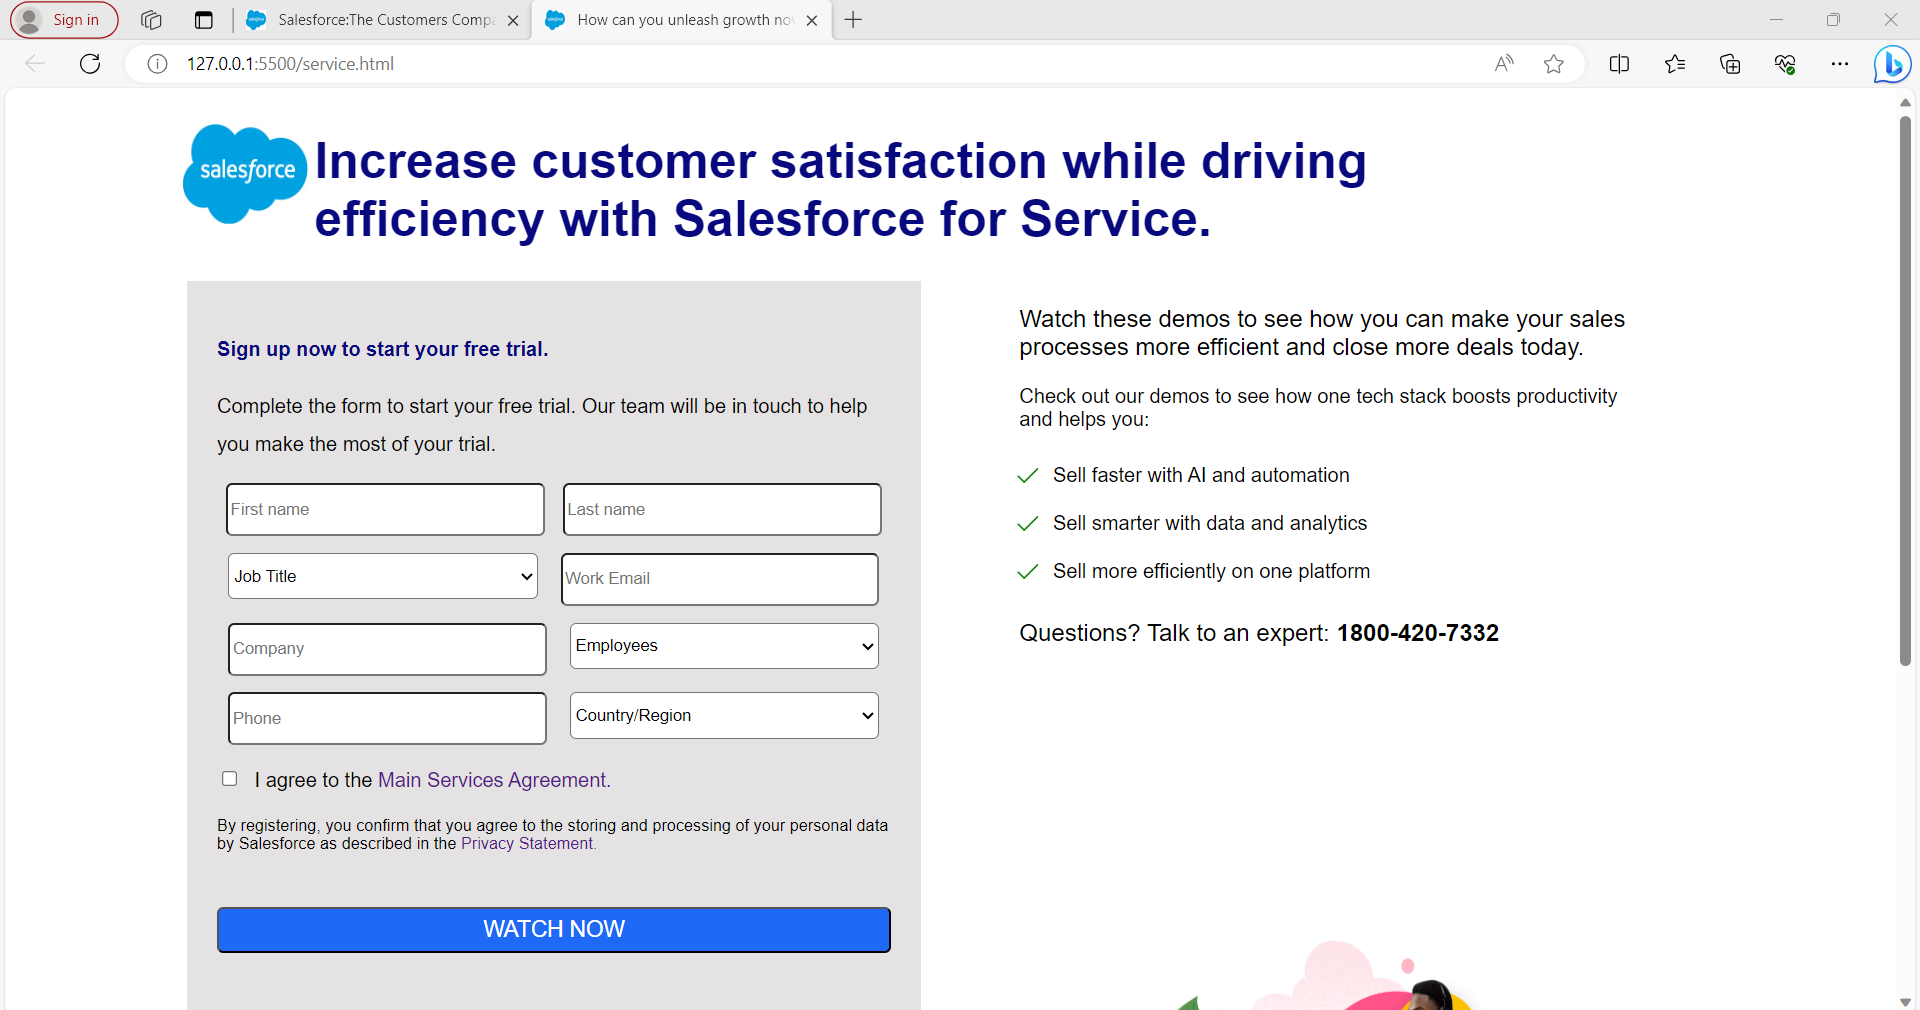 Sign in
Salesforce:The Customers Compa
How can you unleash growth no
127.0.0.1:5500/service.html
salesforce
Increase customer satisfaction while driving
efficiency with Salesforce for Service.
Sign up now to start your free trial.
Complete the form to start your free trial. Our team will be in touch to help
you make the most of your trial.
First name
Last name
Job Title
Work Email
Company
Employees
Phone
Country/Region
I agree to the Main Services Agreement.
By registering, you confirm that you agree to the storing and processing of your personal data
by Salesforce as described in the Privacy Statement.
WATCH NOW
Watch these demos to see how you can make your sales
processes more efficient and close more deals today.
Check out our demos to see how one tech stack boosts productivity
and helps you:
Sell faster with AI and automation
Sell smarter with data and analytics
Sell more efficiently on one platform
Questions? Talk to an expert: 1800-420-7332